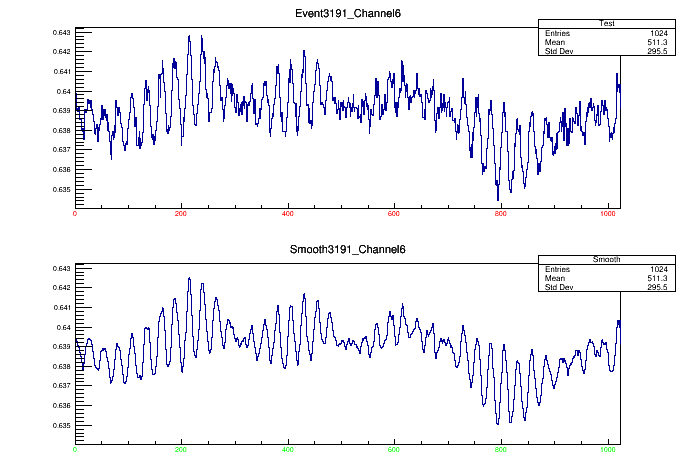 Event3191_Channel6
Test
Entries 1024
Mean 511.3
Std Dev 295.5
0.643
0.642
0.641
0.64
0.639
0.638
0.637
0.636
0.635
0 200 400 600 800 1000
Smooth3191_Channel6
Smooth
Entries 1024
Mean 511.3
Std Dev 295.5
0.643
0.642
0.641
0.64
0.639
0.638
0.637
0.636
0.635
0 200 400 600 800 1000